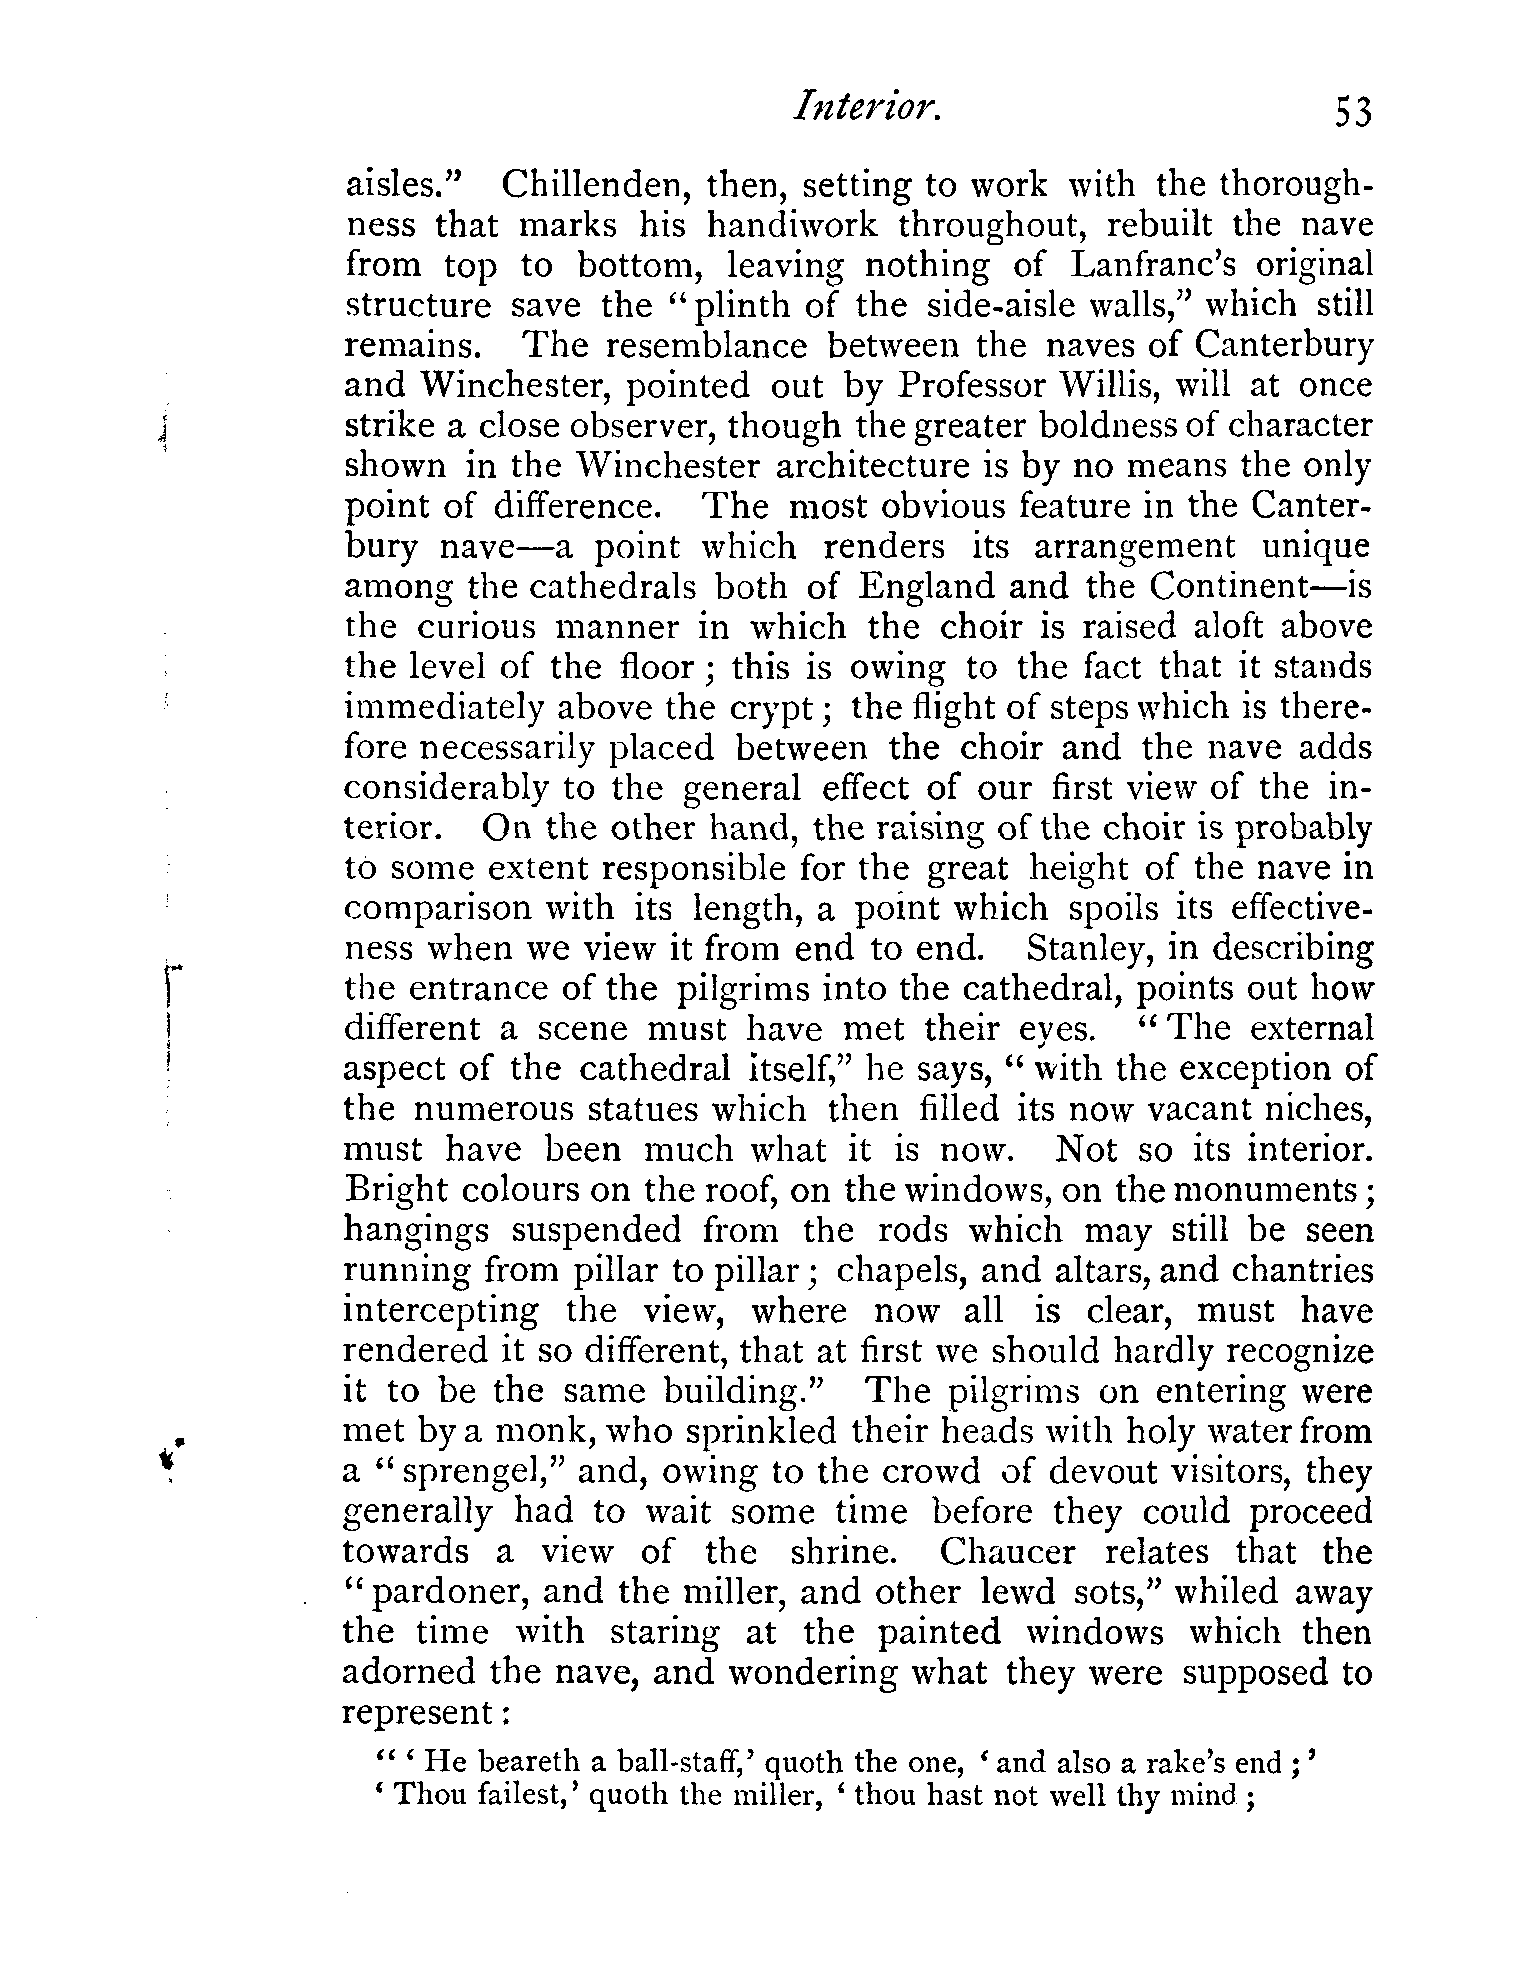 Interior. 53
aisles." Chillenden, then, setting to work with the thorough-
ness that marks his handiwork throughout, rebuilt the nave
from top to bottom, leaving nothing of Lanfranc's original
structure save the "plinth of the side-aisle walls," which still
remains. The resemblance between the naves of Canterbury
and Winchester, pointed out by Professor Willis, will at once
strike a close observer, though the greater boldness of character
shown in the Winchester architecture is by no means the only
point of difference. The most obvious feature in the Canter-
bury nave—a point which renders its arrangement unique
among the cathedrals both of England and the Continent—is
the curious manner in which the choir is raised aloft above
the level of the floor; this is owing to the fact that it stands
immediately above the crypt; the flight of steps which is there-
fore necessarily placed between the choir and the nave adds
considerably to the general effect of our first view of the in-
terior. On the other hand, the raising of the choir is probably
to some extent responsible for the great height of the nave in
comparison with its length, a point which spoils its effective-
ness when we view it from end to end. Stanley, in describing
the entrance of the pilgrims into the cathedral, points out how
different a scene must have met their eyes. "The external
aspect of the cathedral itself," he says, "with the exception of
the numerous statues which then filled its now vacant niches,
must have been much what it is now. Not so its interior.
Bright colours on the roof, on the windows, on the monuments;
hangings suspended from the rods which may still be seen
running from pillar to pillar; chapels, and altars, and chantries
intercepting the view, where now all is clear, must have
rendered it so different, that at first we should hardly recognize
it to be the same building." The pilgrims on entering were
met by a monk, who sprinkled their heads with holy water from
a "sprengel," and, owing to the crowd of devout visitors, they
generally had to wait some time before they could proceed
towards a view of the shrine. Chaucer relates that the
"pardoner, and the miller, and other lewd sots," whiled away
the time with staring at the painted windows which then
adorned the nave, and wondering what they were supposed to
represent:
"'He beareth a ball-staff,' quoth the one, 'and also a rake's end;'
'Thou failest,' quoth the miller, 'thou hast not well thy mind;